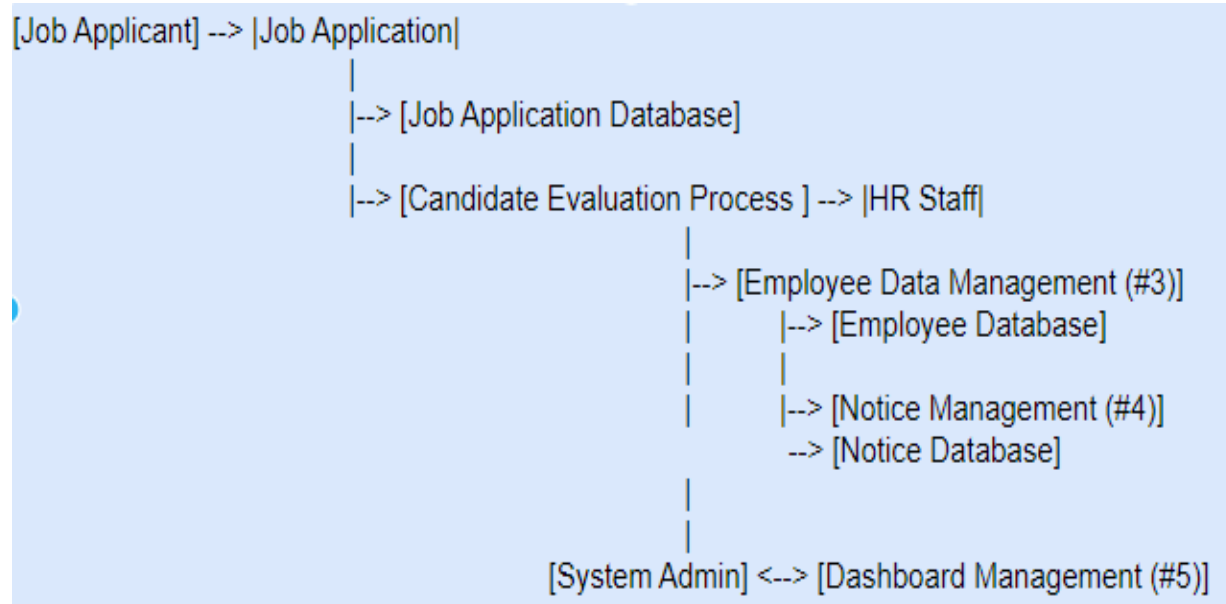 [Job Applicant] --> |Job Application|
|
|--> [Job Application Database]
|
|--> [Candidate Evaluation Process ] --> |HR Staff|
|
|--> [Employee Data Management (#3)]
| |--> [Employee Database]
| |
| |--> [Notice Management (#4)]
--> [Notice Database]
|
|
[System Admin] <--> [Dashboard Management (#5)]